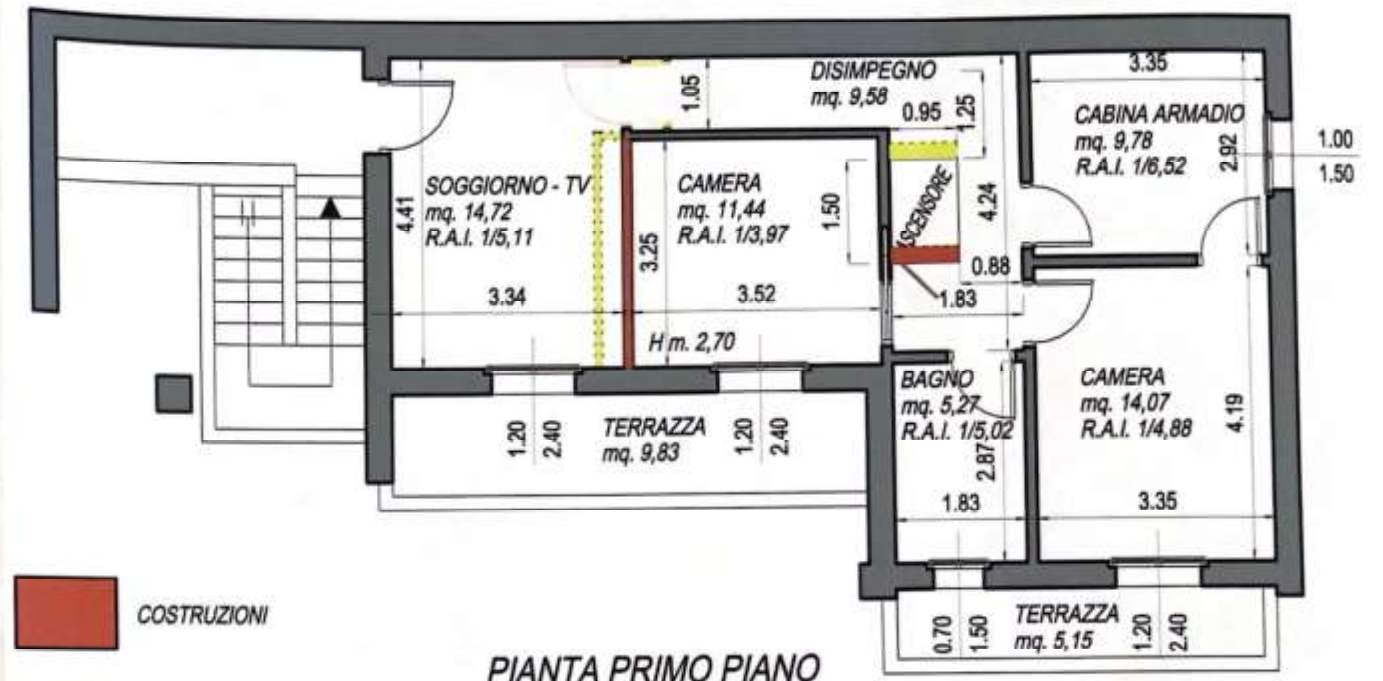 DISIMPEGNO
mq. 9,58
1.05
0.95
1.25
3.35
CABINA ARMADIO
mq. 9,78
R.A.I. 1/6,52
2.92
1.00
1.50
SOGGIORNO - TV
mq. 14,72
R.A.I. 1/5,11
4.41
3.34
CAMERA
mq. 11,44
R.A.I. 1/3,97
3.25
3.52
H m. 2,70
1.50
ASCENSORE
4.24
0.88
1.83
BAGNO
mq. 5,27
R.A.I. 1/5,02
2.87
1.83
CAMERA
mq. 14,07
R.A.I. 1/4,88
4.19
3.35
1.20
2.40
TERRAZZA
mq. 9,83
1.20
2.40
0.70
1.50
TERRAZZA
mq. 5,15
1.20
2.40
COSTRUZIONI
PIANTA PRIMO PIANO